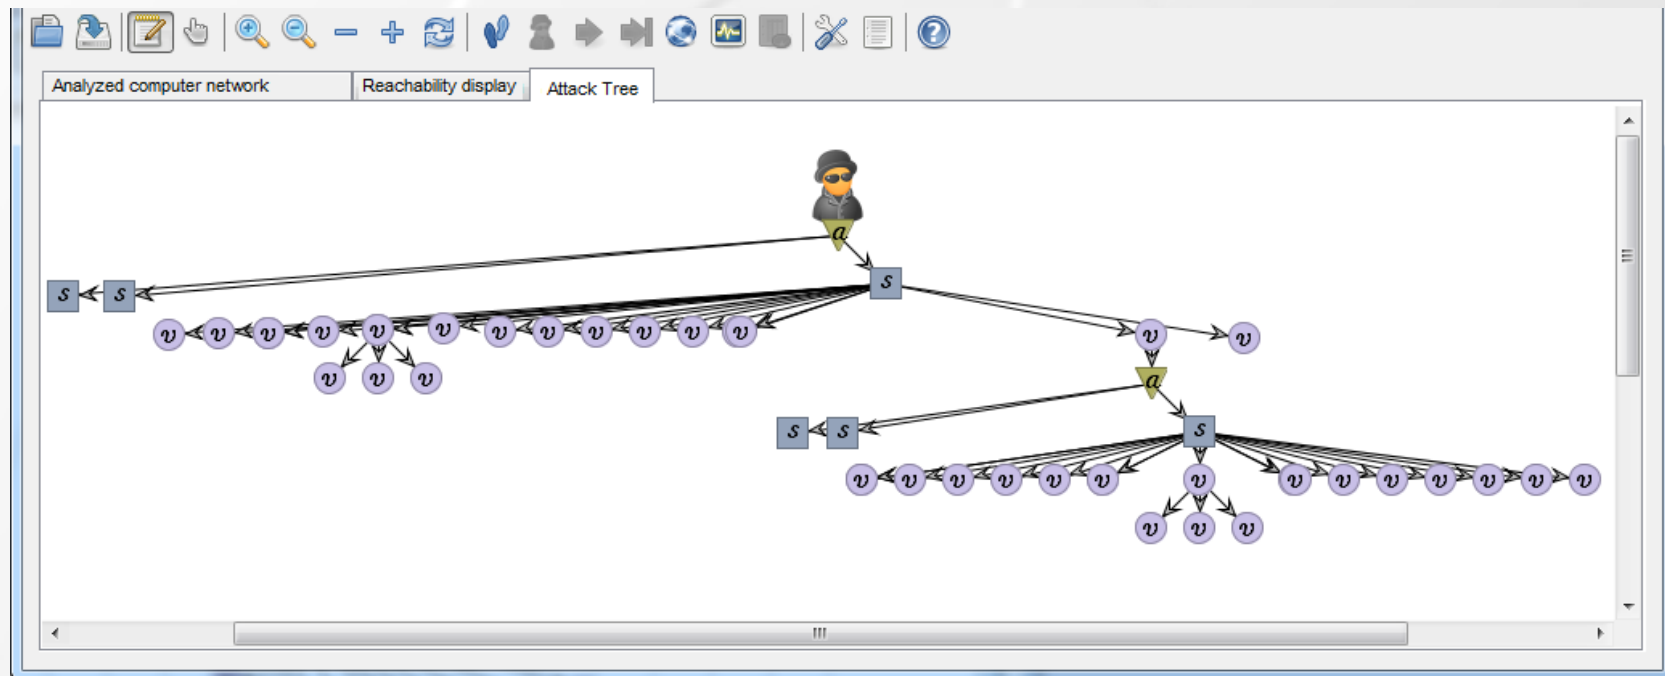 Analyzed computer network Reachability display Attack Tree
a
s s s
v v v v v v v v v v v v v v
v v v
a
s s s
v v v v v v v v v v v v v v
v v v